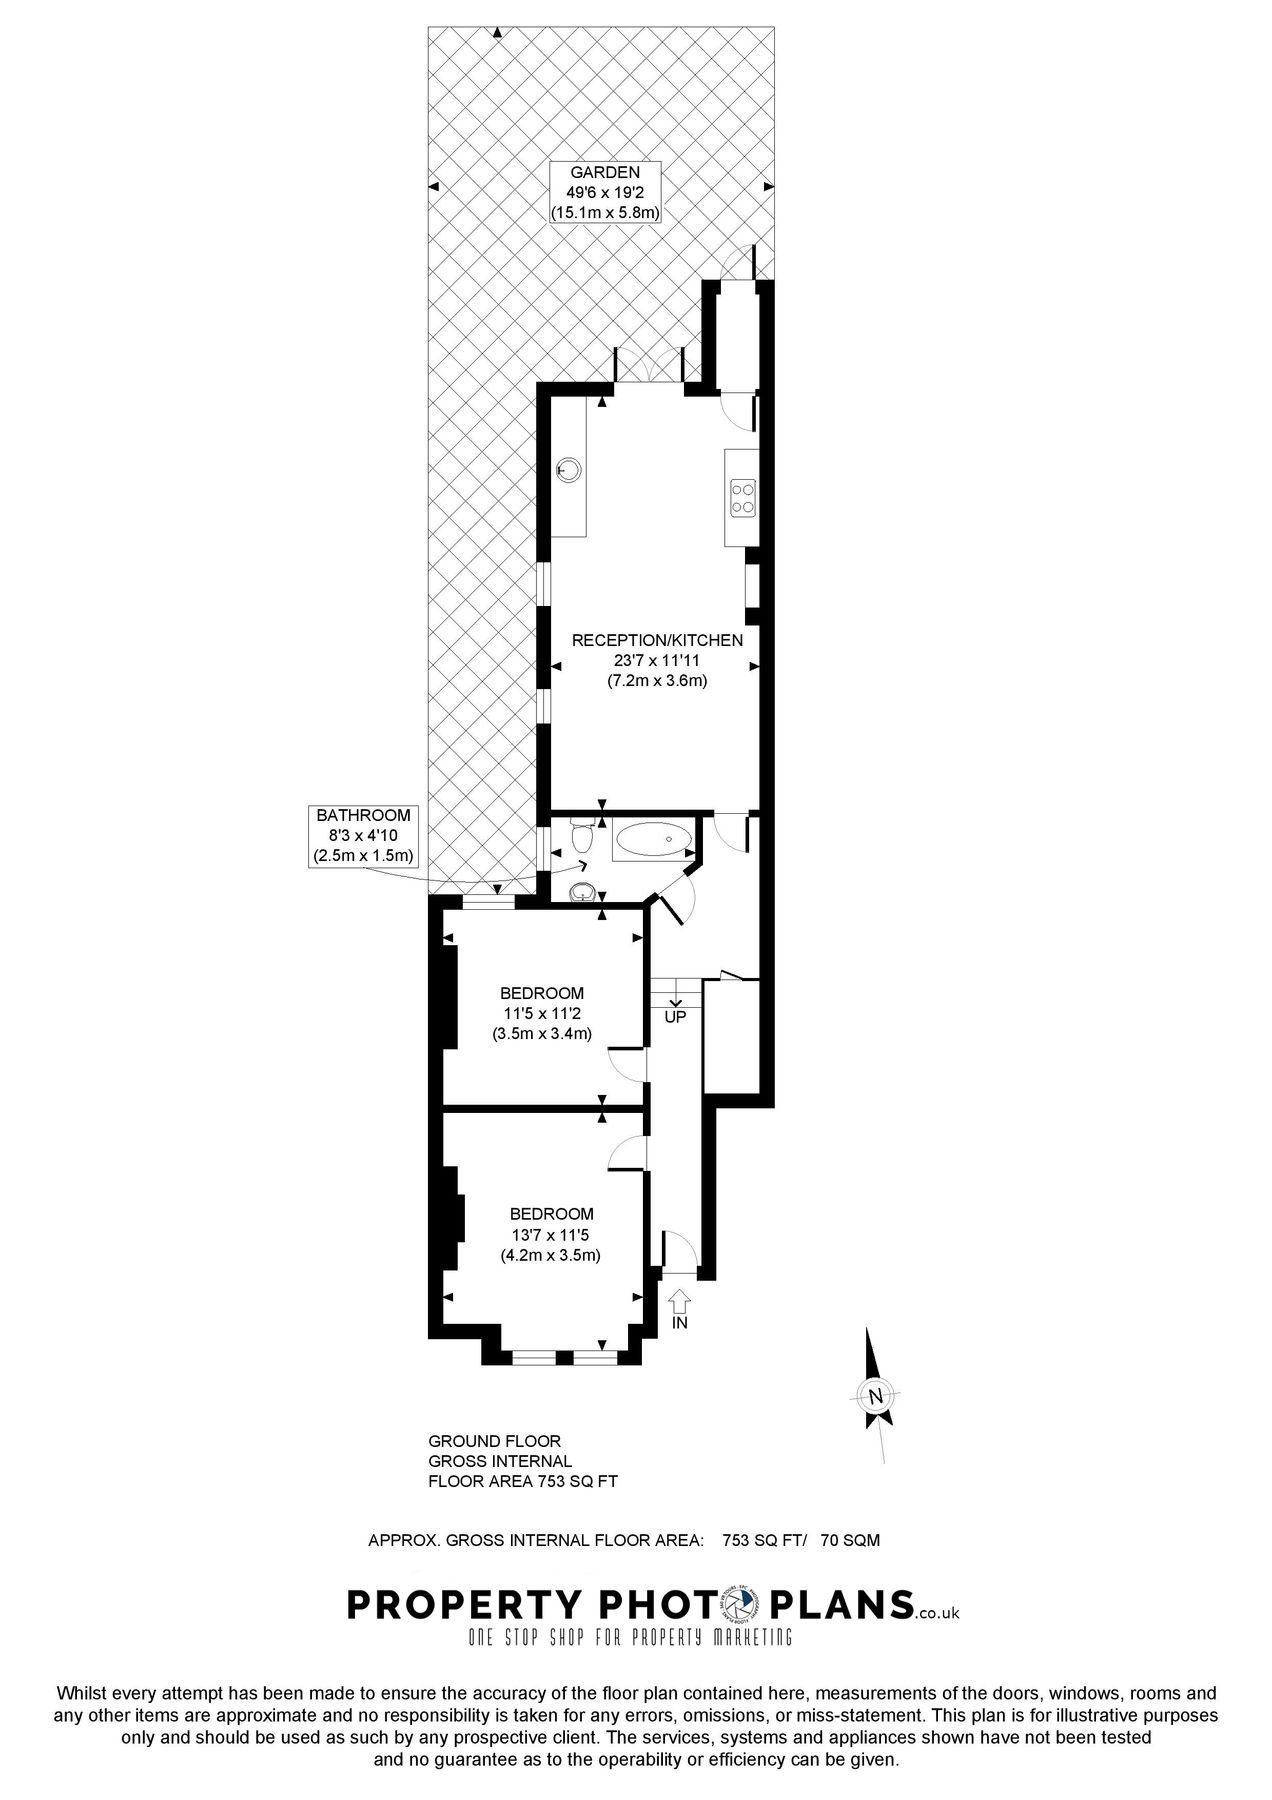 GARDEN
49'6 x 19'2
(15.1m x 5.8m)
RECEPTION/KITCHEN
23'7 x 11'11
(7.2m x 3.6m)
BATHROOM
8'3 x 4'10
(2.5m x 1.5m)
BEDROOM
11'5 x 11'2
(3.5m x 3.4m)
UP
BEDROOM
13'7 x 11'5
(4.2m x 3.5m)
IN
N
GROUND FLOOR
GROSS INTERNAL
FLOOR AREA 753 SQ FT
APPROX. GROSS INTERNAL FLOOR AREA: 753 SQ FT/ 70 SQM
PROPERTY PHOT PLANS.co.uk
ONE STOP SHOP FOR PROPERTY MARKETING
Whilst every attempt has been made to ensure the accuracy of the floor plan contained here, measurements of the doors, windows, rooms and
any other items are approximate and no responsibility is taken for any errors, omissions, or miss-statement. This plan is for illustrative purposes
only and should be used as such by any prospective client. The services, systems and appliances shown have not been tested
and no guarantee as to the operability or efficiency can be given.